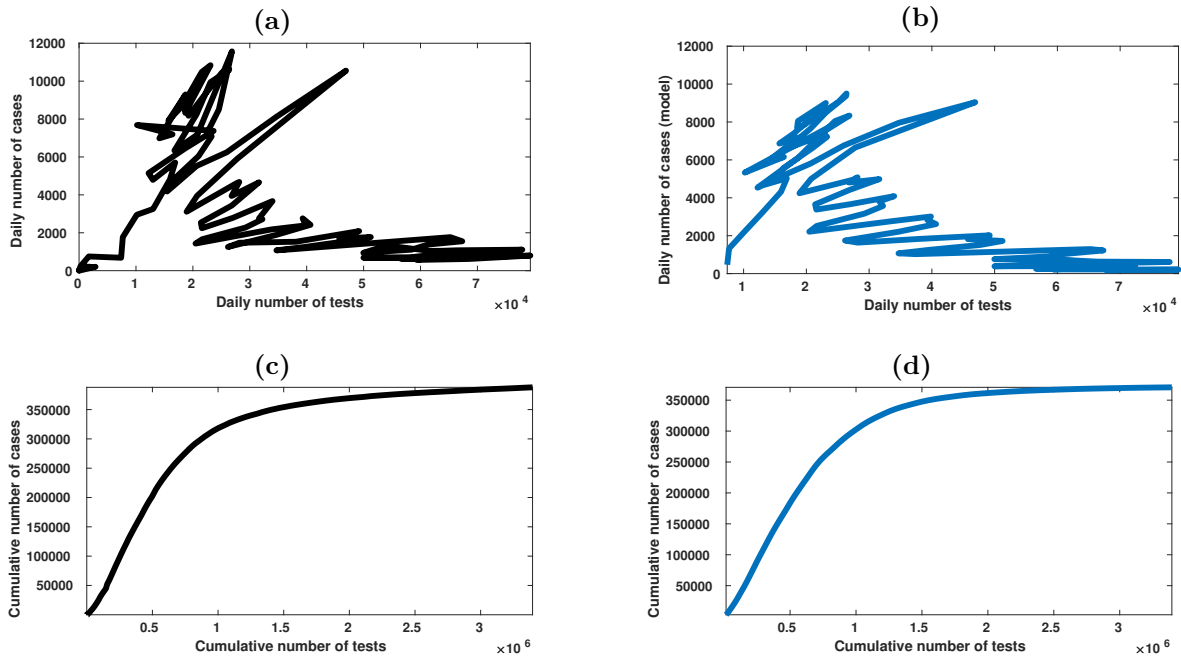 (a)
12000
10000
8000
6000
4000
2000
0
Daily number of cases
0 1 2 3 4 5 6 7
Daily number of tests
×10⁴
(b)
12000
10000
8000
6000
4000
2000
0
Daily number of cases (model)
1 2 3 4 5 6 7
Daily number of tests
×10⁴
(c)
350000
300000
250000
200000
150000
100000
50000
Cumulative number of cases
0.5 1 1.5 2 2.5 3
Cumulative number of tests
×10⁶
(d)
350000
300000
250000
200000
150000
100000
50000
Cumulative number of cases
0.5 1 1.5 2 2.5 3
Cumulative number of tests
×10⁶